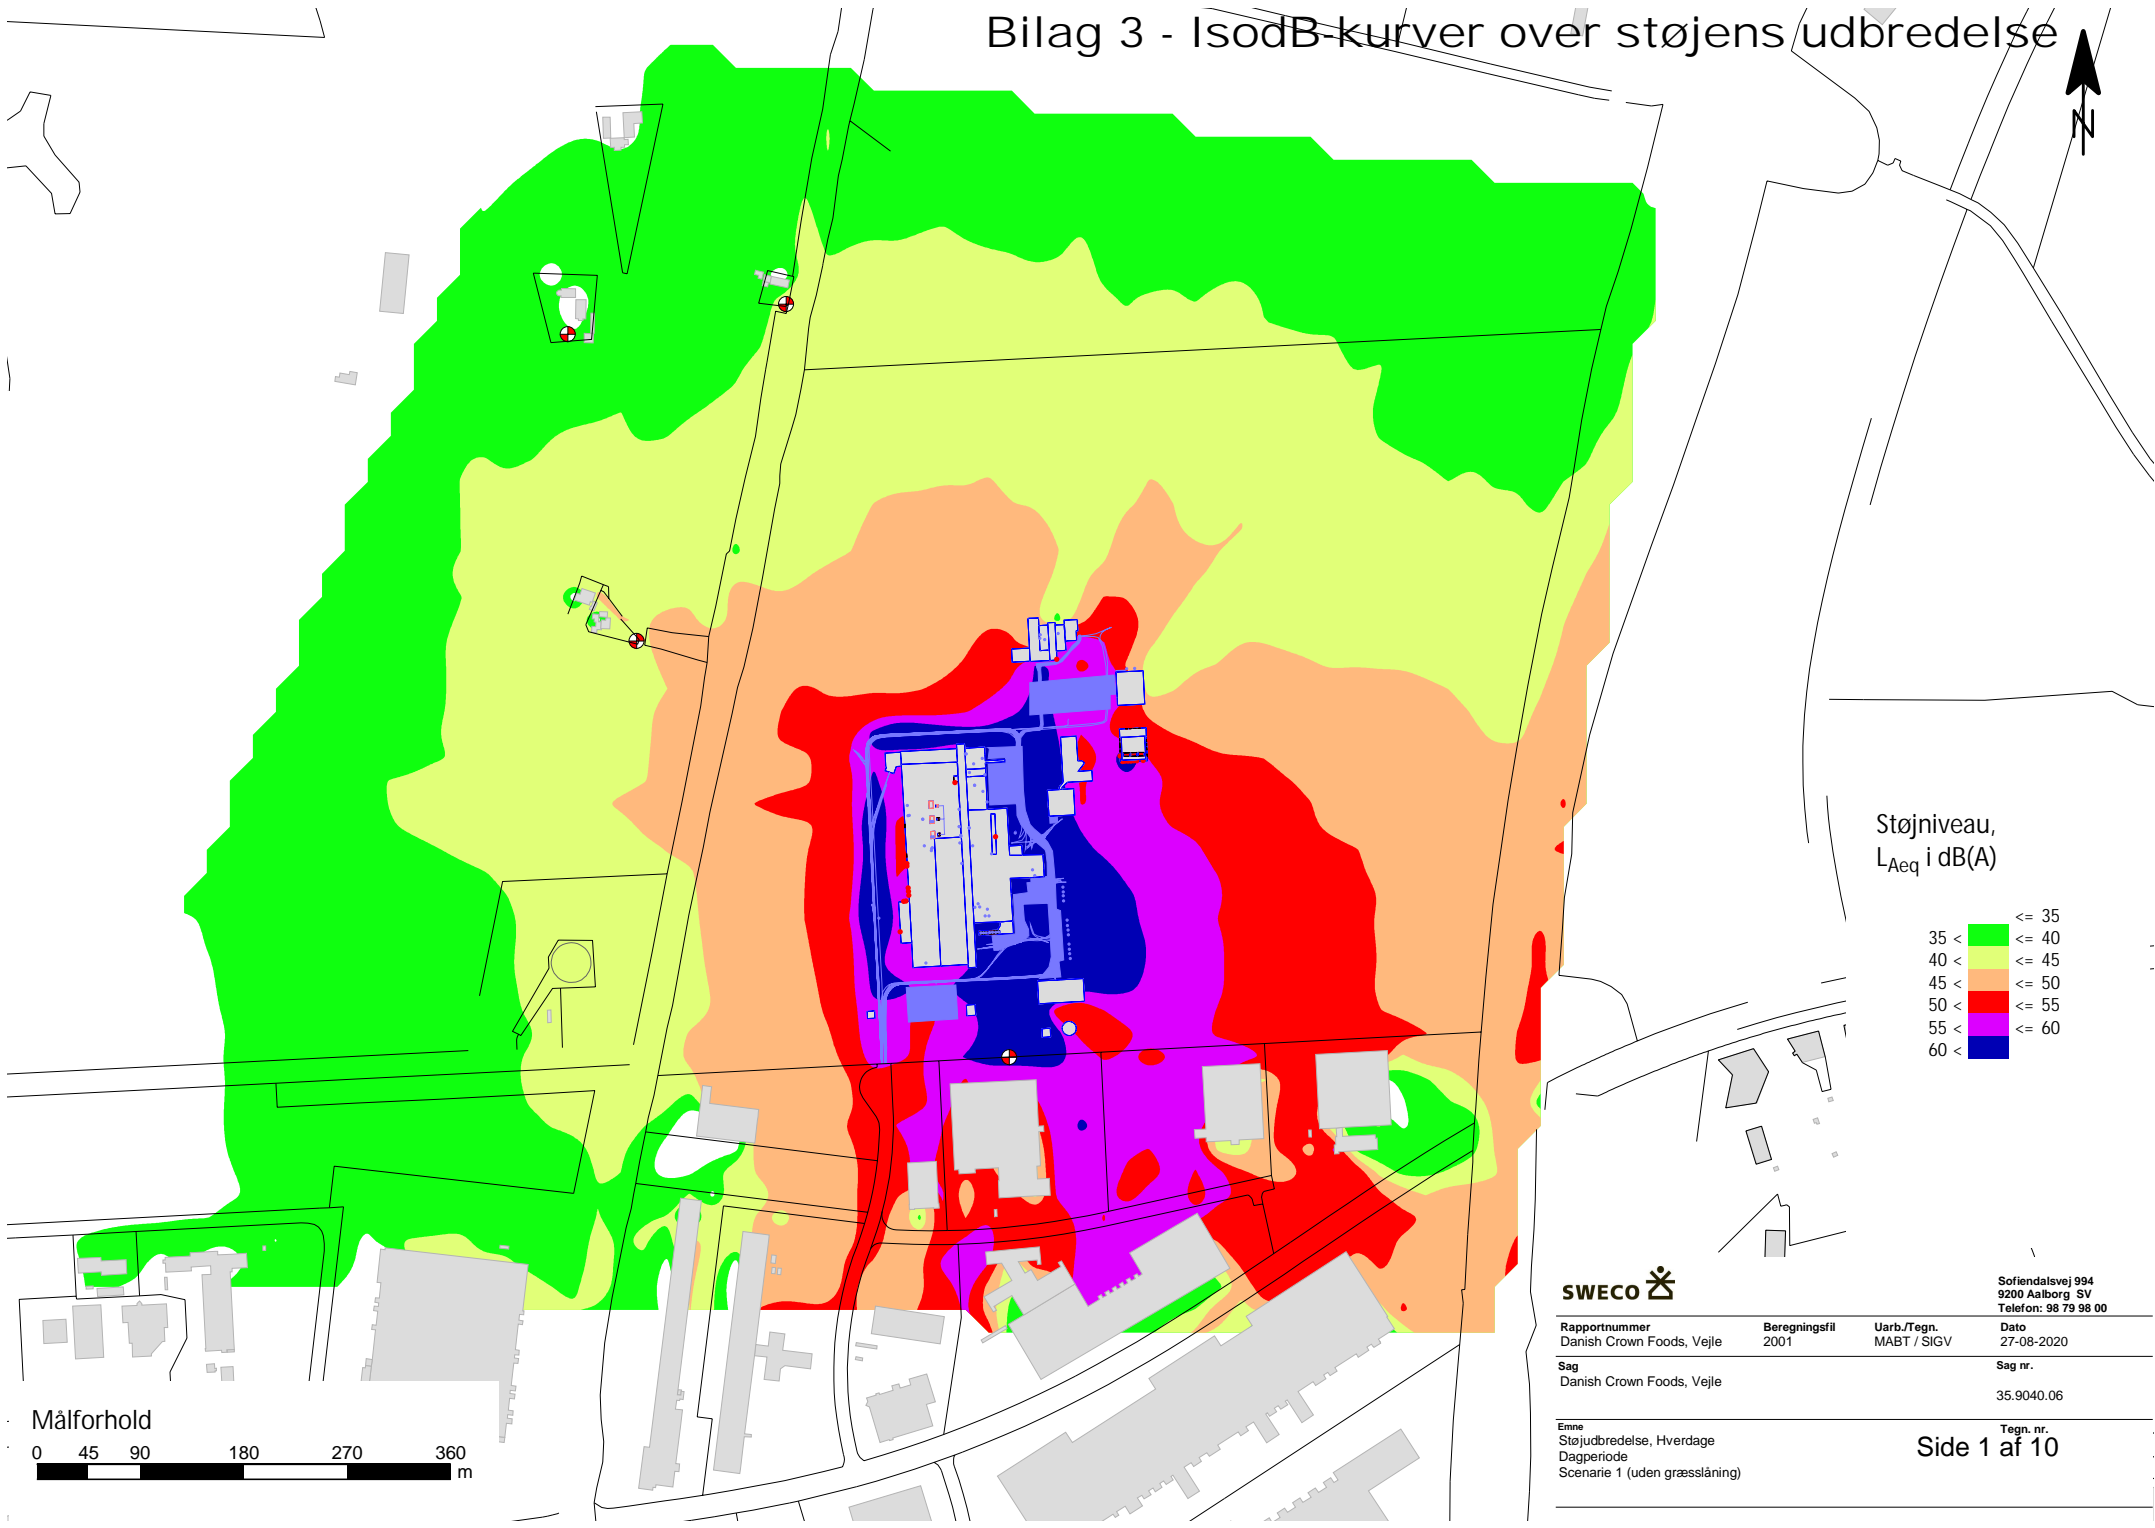 Bilag 3 - IsodB-kurver over støjens udbredelse
N
Støjniveau,
LAeq i dB(A)
<= 35
35 < <= 40
40 < <= 45
45 < <= 50
50 < <= 55
55 < <= 60
60 <
SWECO
Sofiendalsvej 994
9200 Aalborg SV
Telefon: 98 79 98 00
Rapportnummer Beregningsfil Uarb./Tegn. Dato
Danish Crown Foods, Vejle 2001 MABT / SIGV 27-08-2020
Sag Sag nr.
Danish Crown Foods, Vejle
35.9040.06
Emne Tegn. nr.
Støjudbredelse, Hverdage
Side 1 af 10
Dagperiode
Scenarie 1 (uden græsslåning)
Målforhold
0 45 90 180 270 360
m